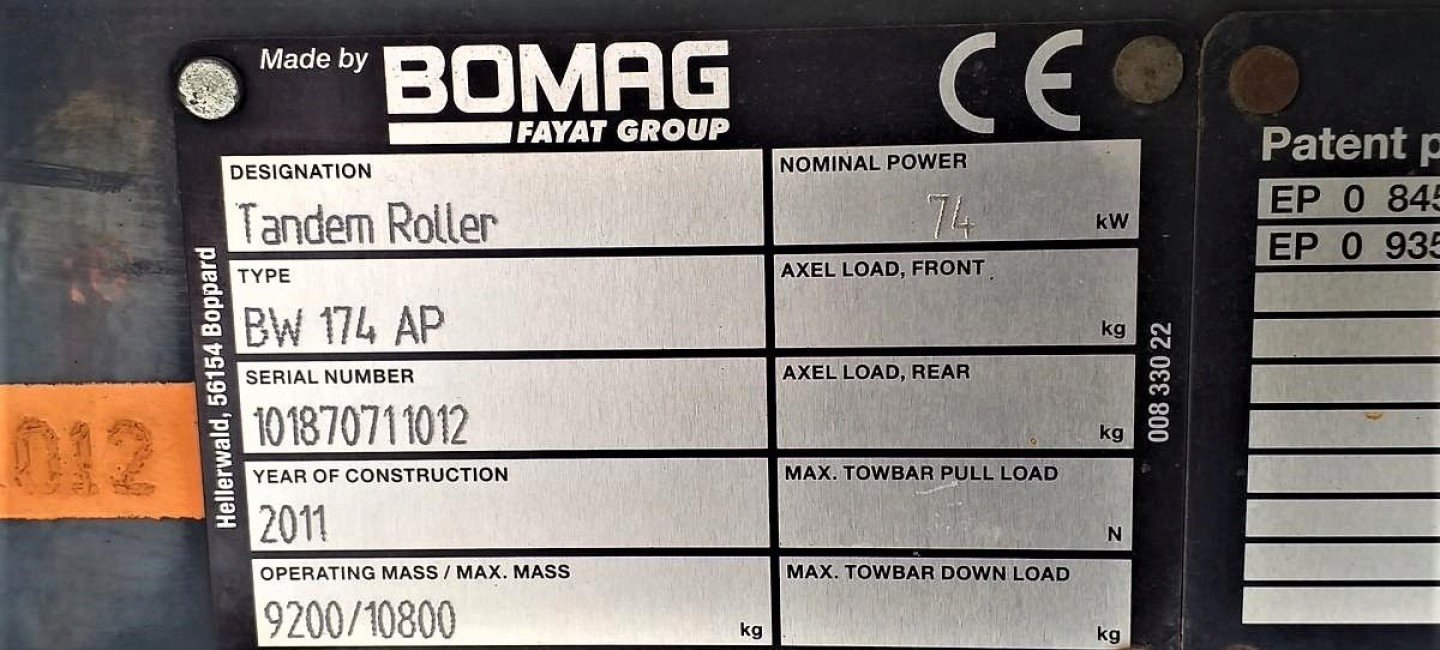 Made by BOMAG
FAYAT GROUP
CE
DESIGNATION
Tandem Roller
TYPE
BW 174 AP
SERIAL NUMBER
101870711012
YEAR OF CONSTRUCTION
2011
OPERATING MASS / MAX. MASS
9200/10800 kg
NOMINAL POWER
74 kW
AXEL LOAD, FRONT
kg
AXEL LOAD, REAR
kg
MAX. TOWBAR PULL LOAD
N
MAX. TOWBAR DOWN LOAD
kg
Hellerwald, 56154 Boppard
008 330 22
012
Patent p
EP 0 845
EP 0 935